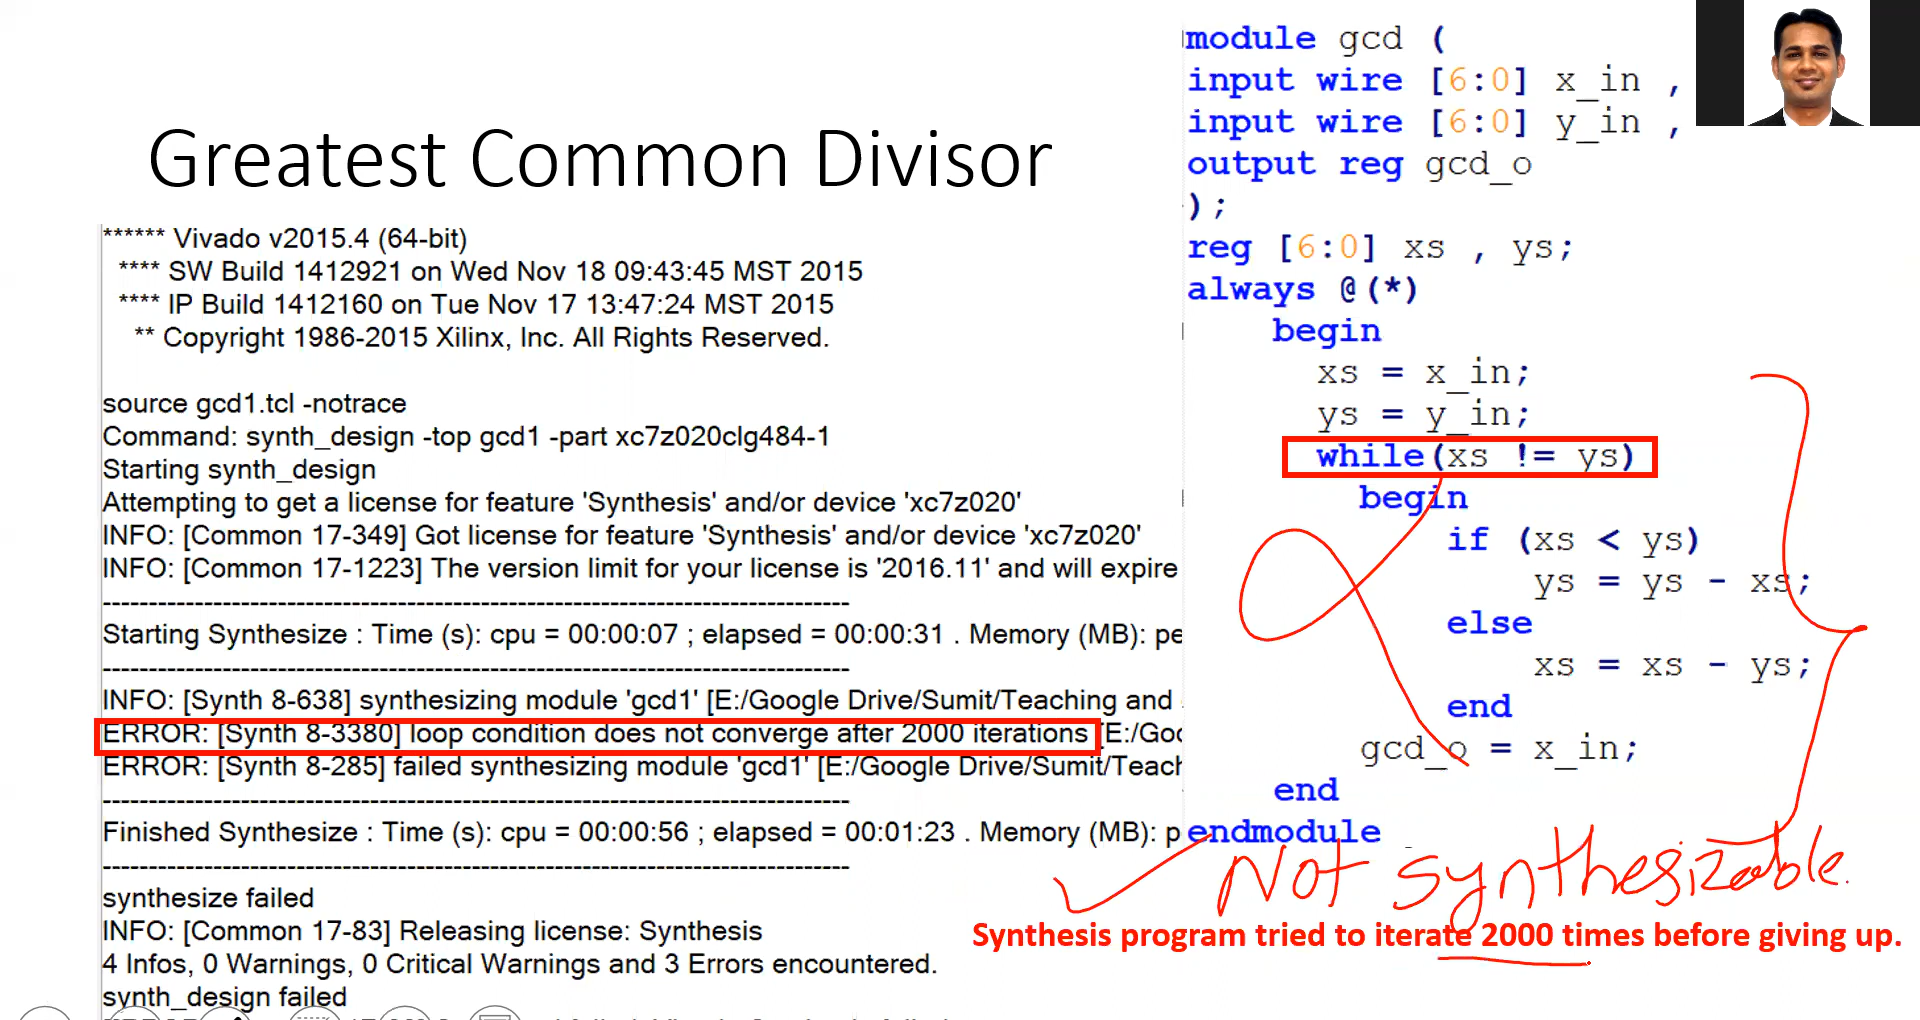 Greatest Common Divisor
****** Vivado v2015.4 (64-bit)
**** SW Build 1412921 on Wed Nov 18 09:43:45 MST 2015
**** IP Build 1412160 on Tue Nov 17 13:47:24 MST 2015
** Copyright 1986-2015 Xilinx, Inc. All Rights Reserved.
source gcd1.tcl -notrace
Command: synth_design -top gcd1 -part xc7z020clg484-1
Starting synth_design
Attempting to get a license for feature 'Synthesis' and/or device 'xc7z020'
INFO: [Common 17-349] Got license for feature 'Synthesis' and/or device 'xc7z020'
INFO: [Common 17-1223] The version limit for your license is '2016.11' and will expire
---------------------------------------------------------------------------------
Starting Synthesize : Time (s): cpu = 00:00:07 ; elapsed = 00:00:31 . Memory (MB): pe
---------------------------------------------------------------------------------
INFO: [Synth 8-638] synthesizing module 'gcd1' [E:/Google Drive/Sumit/Teaching and
ERROR: [Synth 8-3380] loop condition does not converge after 2000 iterations [E:/Goo
ERROR: [Synth 8-285] failed synthesizing module 'gcd1' [E:/Google Drive/Sumit/Teach
---------------------------------------------------------------------------------
Finished Synthesize : Time (s): cpu = 00:00:56 ; elapsed = 00:01:23 . Memory (MB): p
---------------------------------------------------------------------------------
synthesize failed
INFO: [Common 17-83] Releasing license: Synthesis
4 Infos, 0 Warnings, 0 Critical Warnings and 3 Errors encountered.
synth_design failed
module gcd (
input wire [6:0] x_in ,
input wire [6:0] y_in ,
output reg gcd_o
);
reg [6:0] xs , ys;
always @(*)
begin
xs = x_in;
ys = y_in;
while(xs != ys)
begin
if (xs < ys)
ys = ys - xs;
else
xs = xs - ys;
end
gcd_o = x_in;
end
endmodule
Not synthesizable.
Synthesis program tried to iterate 2000 times before giving up.